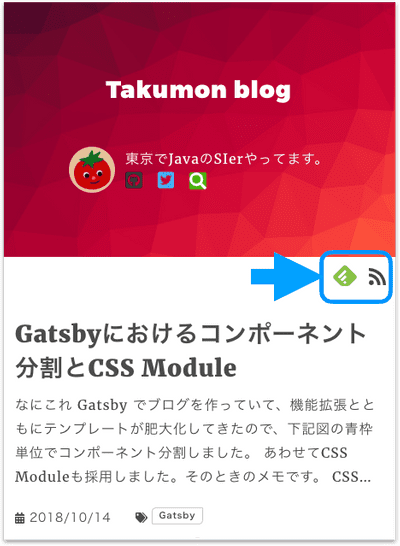 Takumon blog
東京でJavaのSIerやってます。
Gatsbyにおけるコンポーネント
分割とCSS Module
なにこれ Gatsby でブログを作っていて、機能拡張とと
もにテンプレートが肥大化してきたので、下記図の青枠
単位でコンポーネント分割しました。 あわせてCSS
Moduleも採用しました。そのときのメモです。 CSS...
2018/10/14 Gatsby